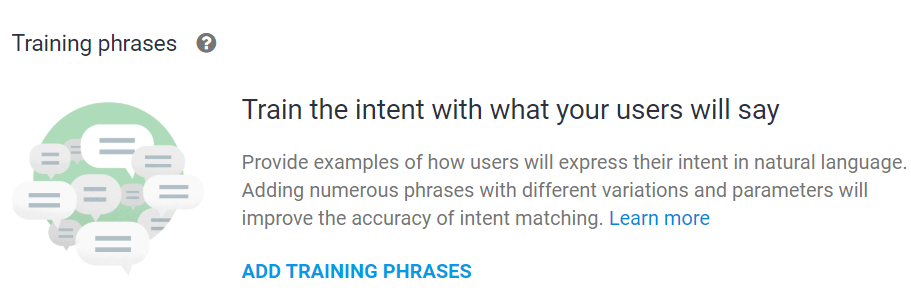 Training phrases ?
Train the intent with what your users will say
Provide examples of how users will express their intent in natural language.
Adding numerous phrases with different variations and parameters will
improve the accuracy of intent matching. Learn more
ADD TRAINING PHRASES